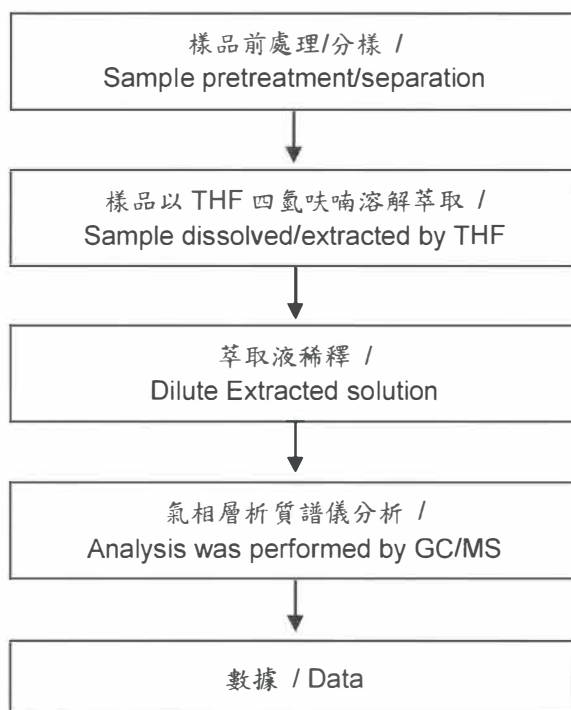 樣品前處理/分樣 /
Sample pretreatment/separation
樣品以 THF 四氫呋喃溶解萃取 /
Sample dissolved/extracted by THF
萃取液稀釋 /
Dilute Extracted solution
氣相層析質譜儀分析 /
Analysis was performed by GC/MS
數據 / Data